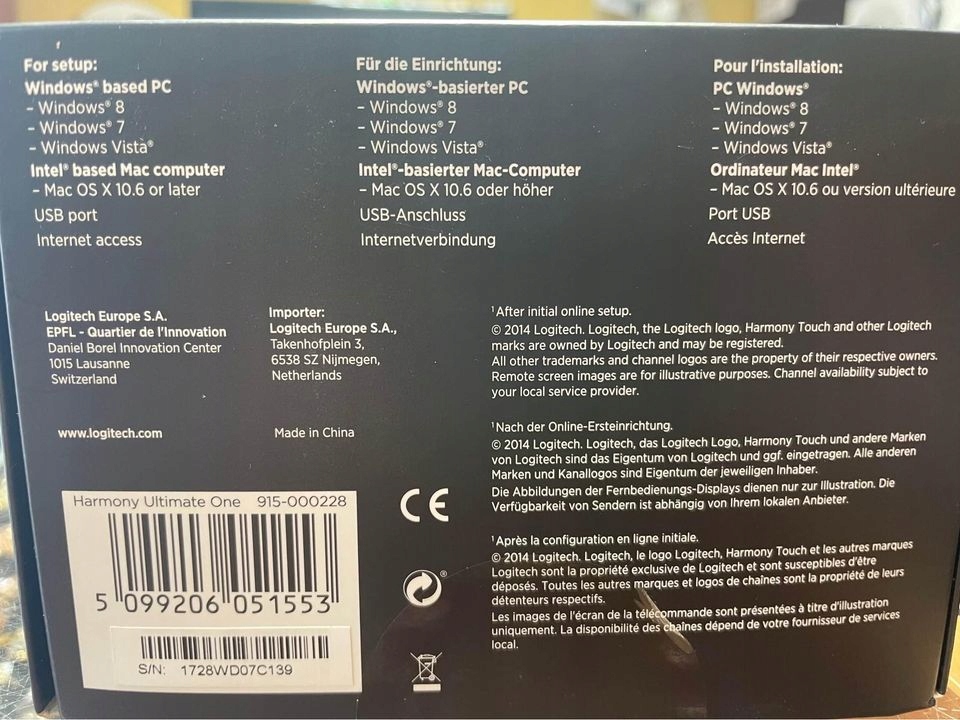 For setup:
Windows® based PC
- Windows® 8
- Windows® 7
- Windows Vista®
Intel® based Mac computer
- Mac OS X 10.6 or later
USB port
Internet access
Für die Einrichtung:
Windows®-basierter PC
- Windows® 8
- Windows® 7
- Windows Vista®
Intel®-basierter Mac-Computer
- Mac OS X 10.6 oder höher
USB-Anschluss
Internetverbindung
Pour l'installation:
PC Windows®
- Windows® 8
- Windows® 7
- Windows Vista®
Ordinateur Mac Intel®
- Mac OS X 10.6 ou version ultérieure
Port USB
Accès Internet
Logitech Europe S.A.
EPFL - Quartier de l'Innovation
Daniel Borel Innovation Center
1015 Lausanne
Switzerland
www.logitech.com
Importer:
Logitech Europe S.A.,
Takenhofplein 3,
6538 SZ Nijmegen,
Netherlands
Made in China
¹After initial online setup.
© 2014 Logitech. Logitech, the Logitech logo, Harmony Touch and other Logitech
marks are owned by Logitech and may be registered.
All other trademarks and channel logos are the property of their respective owners.
Remote screen images are for illustrative purposes. Channel availability subject to
your local service provider.
¹Nach der Online-Ersteinrichtung.
© 2014 Logitech. Logitech, das Logitech Logo, Harmony Touch und andere Marken
von Logitech sind das Eigentum von Logitech und ggf. eingetragen. Alle anderen
Marken und Kanallogos sind Eigentum der jeweiligen Inhaber.
Die Abbildungen der Fernbedienungs-Displays dienen nur zur Illustration. Die
Verfügbarkeit von Sendern ist abhängig von Ihrem lokalen Anbieter.
¹Après la configuration en ligne initiale.
© 2014 Logitech. Logitech, le logo Logitech, Harmony Touch et les autres marques
Logitech sont la propriété exclusive de Logitech et sont susceptibles d'être
déposés. Toutes les autres marques et logos de chaînes sont la propriété de leurs
détenteurs respectifs.
Les images de l'écran de la télécommande sont présentées à titre d'illustration
uniquement. La disponibilité des chaînes dépend de votre fournisseur de services
local.
Harmony Ultimate One 915-000228
5 099206 051553
S/N: 1728WD07C139
CE
®